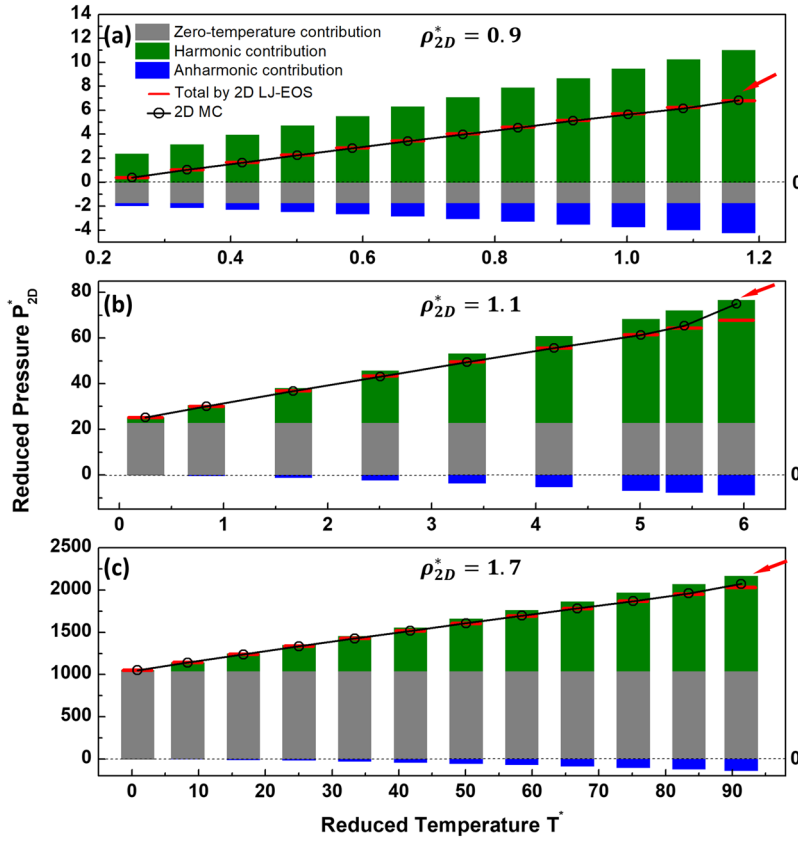 (a)
ρ*2D = 0.9
Zero-temperature contribution
Harmonic contribution
Anharmonic contribution
Total by 2D LJ-EOS
2D MC
14
12
10
8
6
4
2
0
-2
-4
0
0.2 0.4 0.6 0.8 1.0 1.2
(b)
ρ*2D = 1.1
80
60
40
20
0
0
0 1 2 3 4 5 6
Reduced Pressure P*2D
(c)
ρ*2D = 1.7
2500
2000
1500
1000
500
0
0
0 10 20 30 40 50 60 70 80 90
Reduced Temperature T*